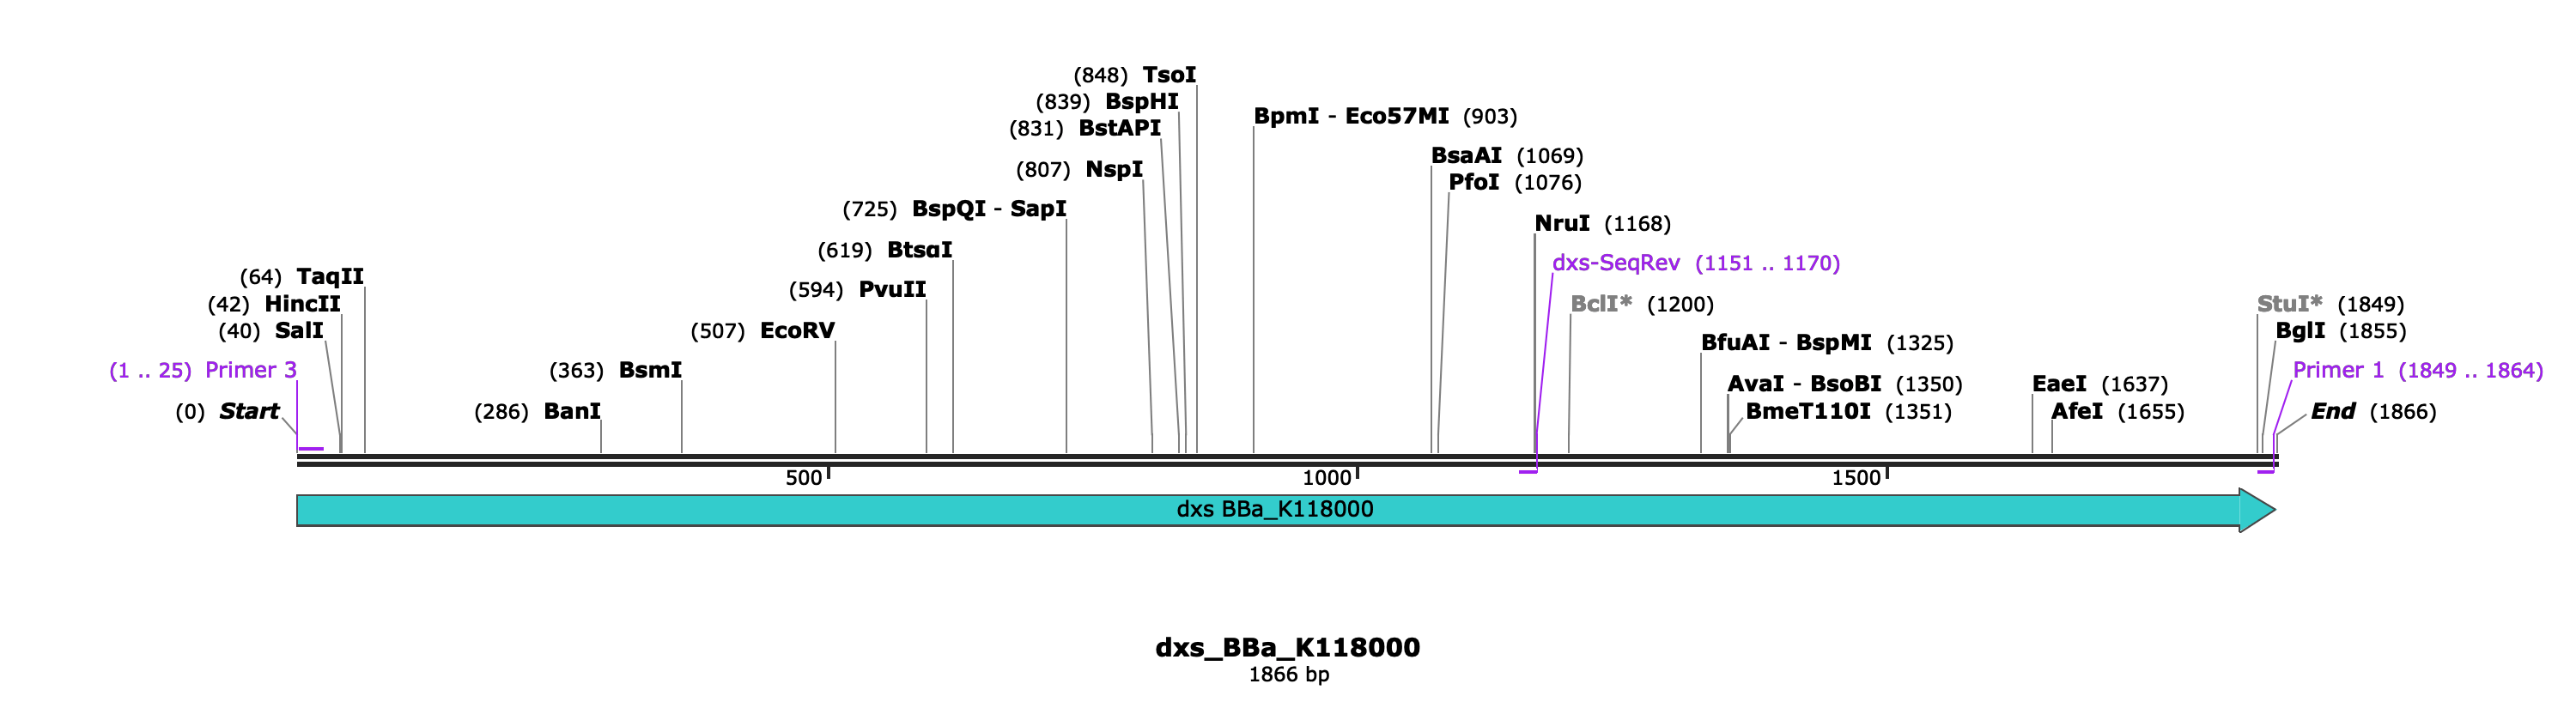 (848) TsoI
(839) BspHI
BpmI - Eco57MI (903)
(831) BstAPI
BsaAI (1069)
(807) NspI
PfoI (1076)
(725) BspQI - SapI
NruI (1168)
(619) BtsαI
dxs-SeqRev (1151 .. 1170)
(64) TaqII
(594) PvuII
(42) HincII
BclI* (1200)
StuI* (1849)
(40) SalI
(507) EcoRV
BglI (1855)
BfuAI - BspMI (1325)
(1 .. 25) Primer 3
(363) BsmI
Primer 1 (1849 .. 1864)
AvaI - BsoBI (1350)
EaeI (1637)
(0) Start
(286) BanI
BmeT110I (1351)
AfeI (1655)
End (1866)
500
1000
1500
dxs BBa_K118000
dxs_BBa_K118000
1866 bp